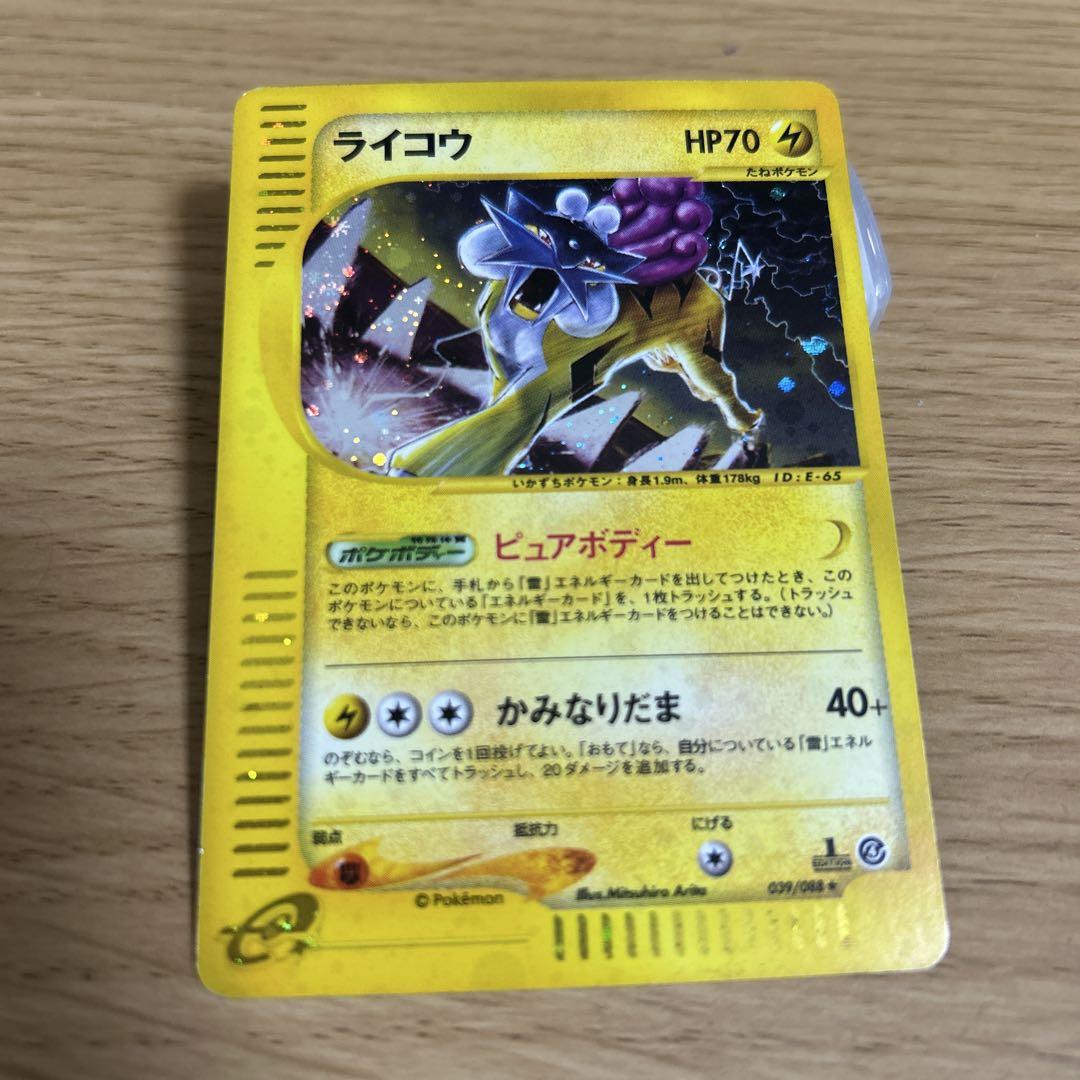 ライコウ
HP70
たねポケモン
いかずちポケモン：身長1.9m、体重178kg ID：E-65
特殊体質
ポケボディー
ピュアボディー
このポケモンに、手札から「雷」エネルギーカードを出してつけたとき、この
ポケモンについている「エネルギーカード」を、1枚トラッシュする。（トラッシュ
できないなら、このポケモンに「雷」エネルギーカードをつけることはできない。）
かみなりだま 40+
のぞむなら、コインを1回投げてよい。「おもて」なら、自分についている「雷」エネル
ギーカードをすべてトラッシュし、20ダメージを追加する。
弱点 抵抗力 にげる
1
EDITION
© Pokémon
Illus.Mitsuhiro Arita
039/088★
e